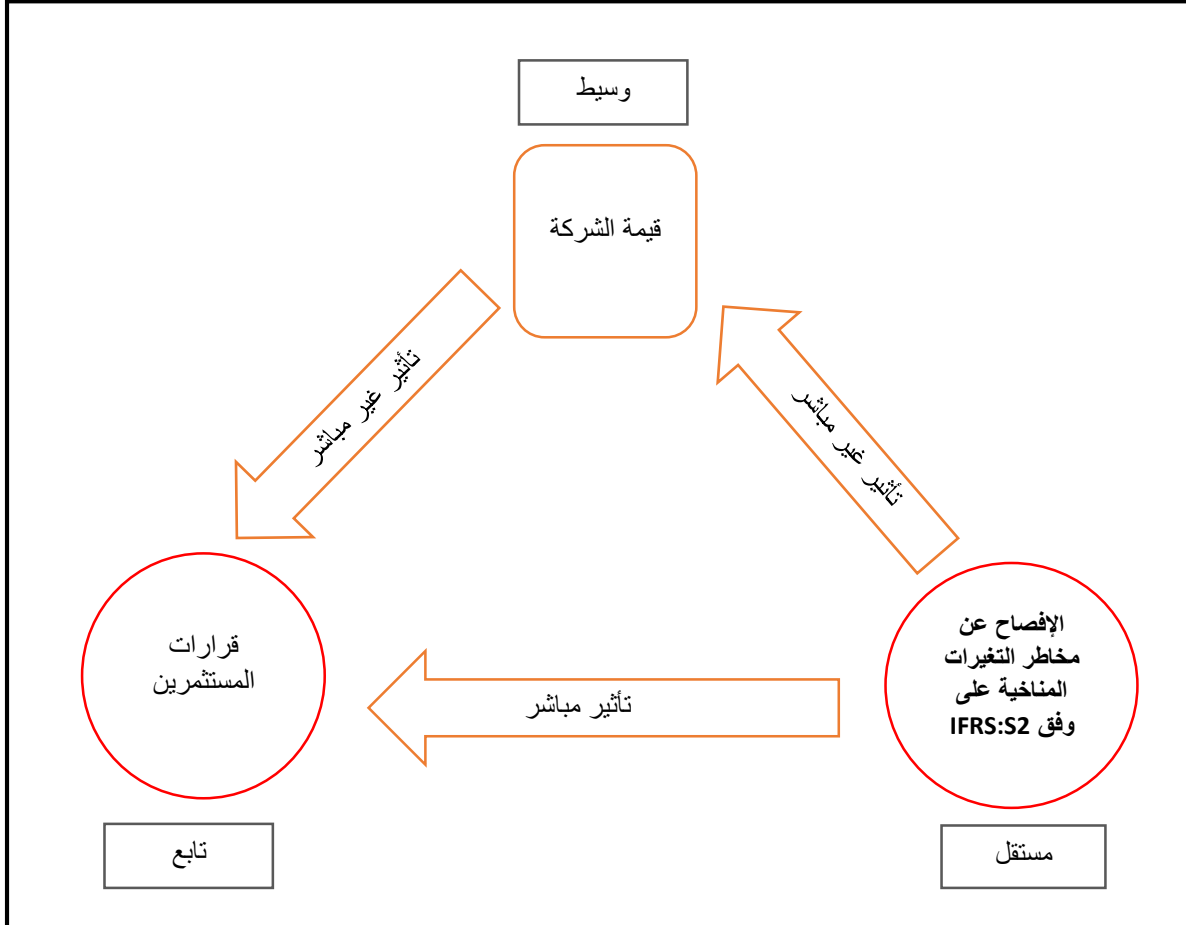 وسيط
قيمة الشركة
تأثير غير مباشر
تأثير غير مباشر
الإفصاح عن
مخاطر التغيرات
المناخية على
وفق IFRS:S2
قرارات
المستثمرين
تأثير مباشر
مستقل
تابع